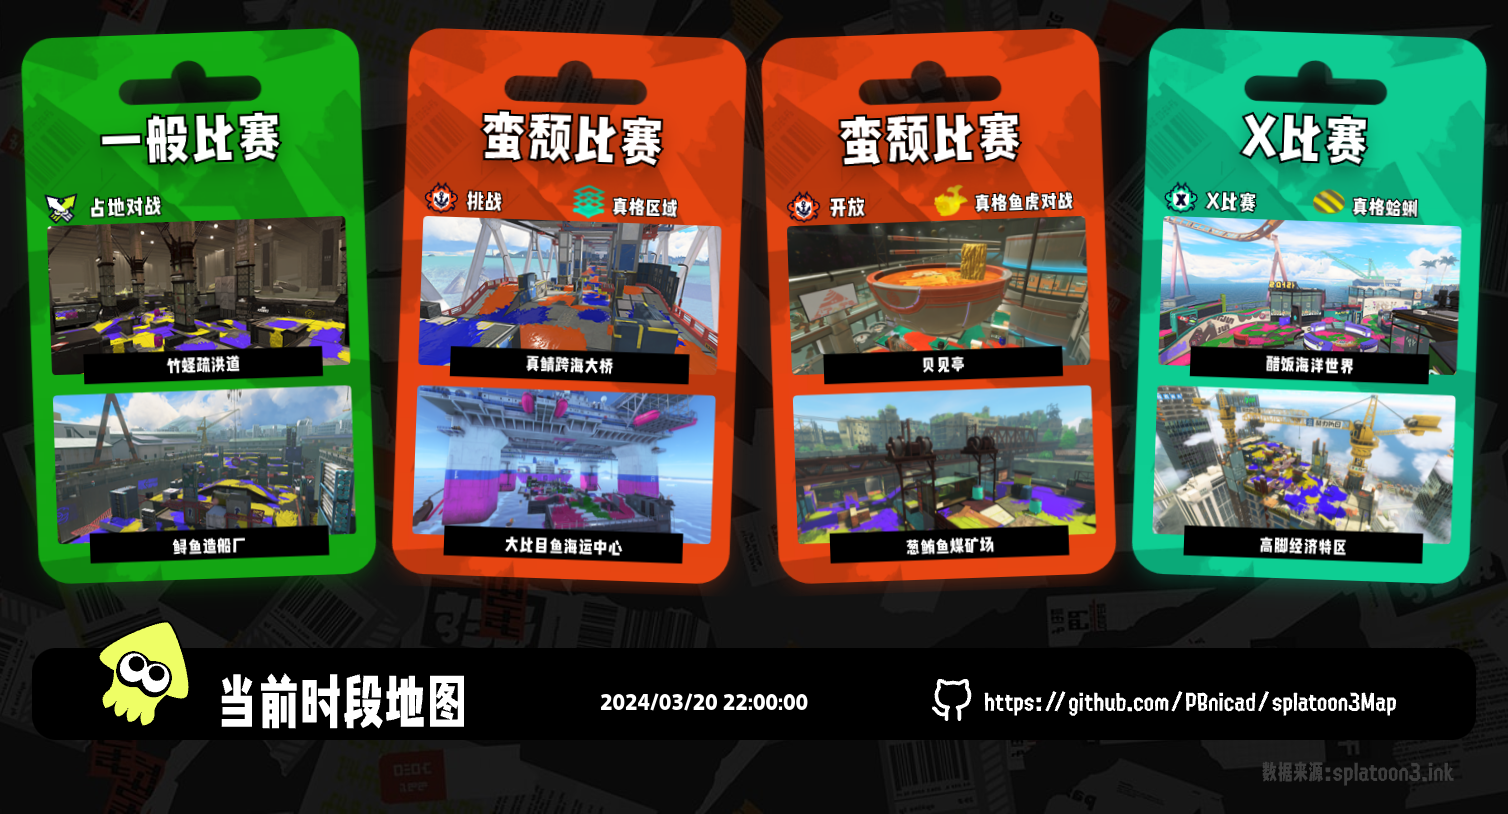 一般比赛
占地对战
竹蛏疏洪道
鲟鱼造船厂
蛮颓比赛
挑战
真格区域
真鲭跨海大桥
大比目鱼海运中心
蛮颓比赛
开放
真格鱼虎对战
贝见亭
葱鲔鱼煤矿场
X比赛
X比赛
真格蛤蜊
醋饭海洋世界
高脚经济特区
当前时段地图
2024/03/20 22:00:00
https://github.com/PBnicad/splatoon3Map
数据来源:splatoon3.ink